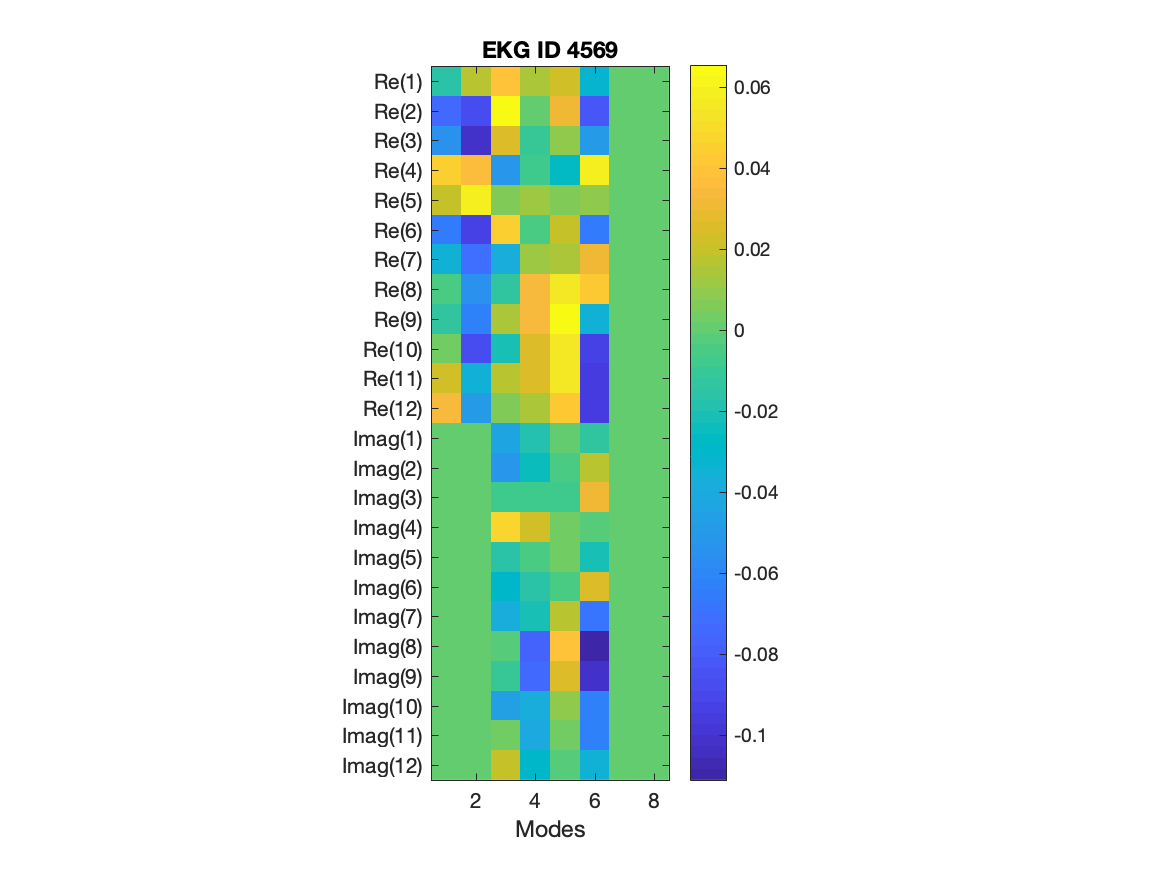 EKG ID 4569
Re(1)
Re(2)
Re(3)
Re(4)
Re(5)
Re(6)
Re(7)
Re(8)
Re(9)
Re(10)
Re(11)
Re(12)
Imag(1)
Imag(2)
Imag(3)
Imag(4)
Imag(5)
Imag(6)
Imag(7)
Imag(8)
Imag(9)
Imag(10)
Imag(11)
Imag(12)
2 4 6 8
Modes
0.06
0.04
0.02
0
-0.02
-0.04
-0.06
-0.08
-0.1